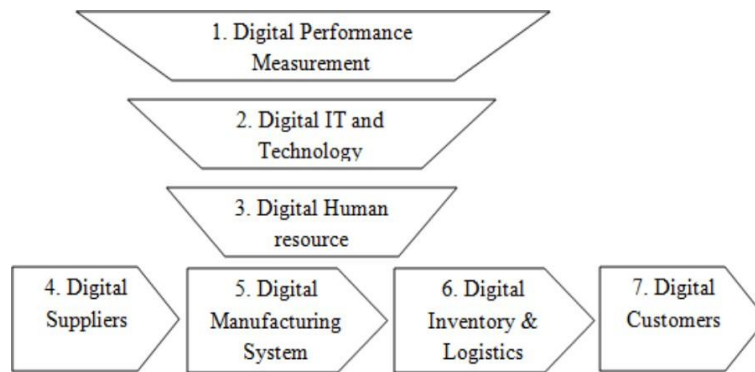 1. Digital Performance
Measurement
2. Digital IT and
Technology
3. Digital Human
resource
4. Digital
Suppliers
5. Digital
Manufacturing
System
6. Digital
Inventory &
Logistics
7. Digital
Customers